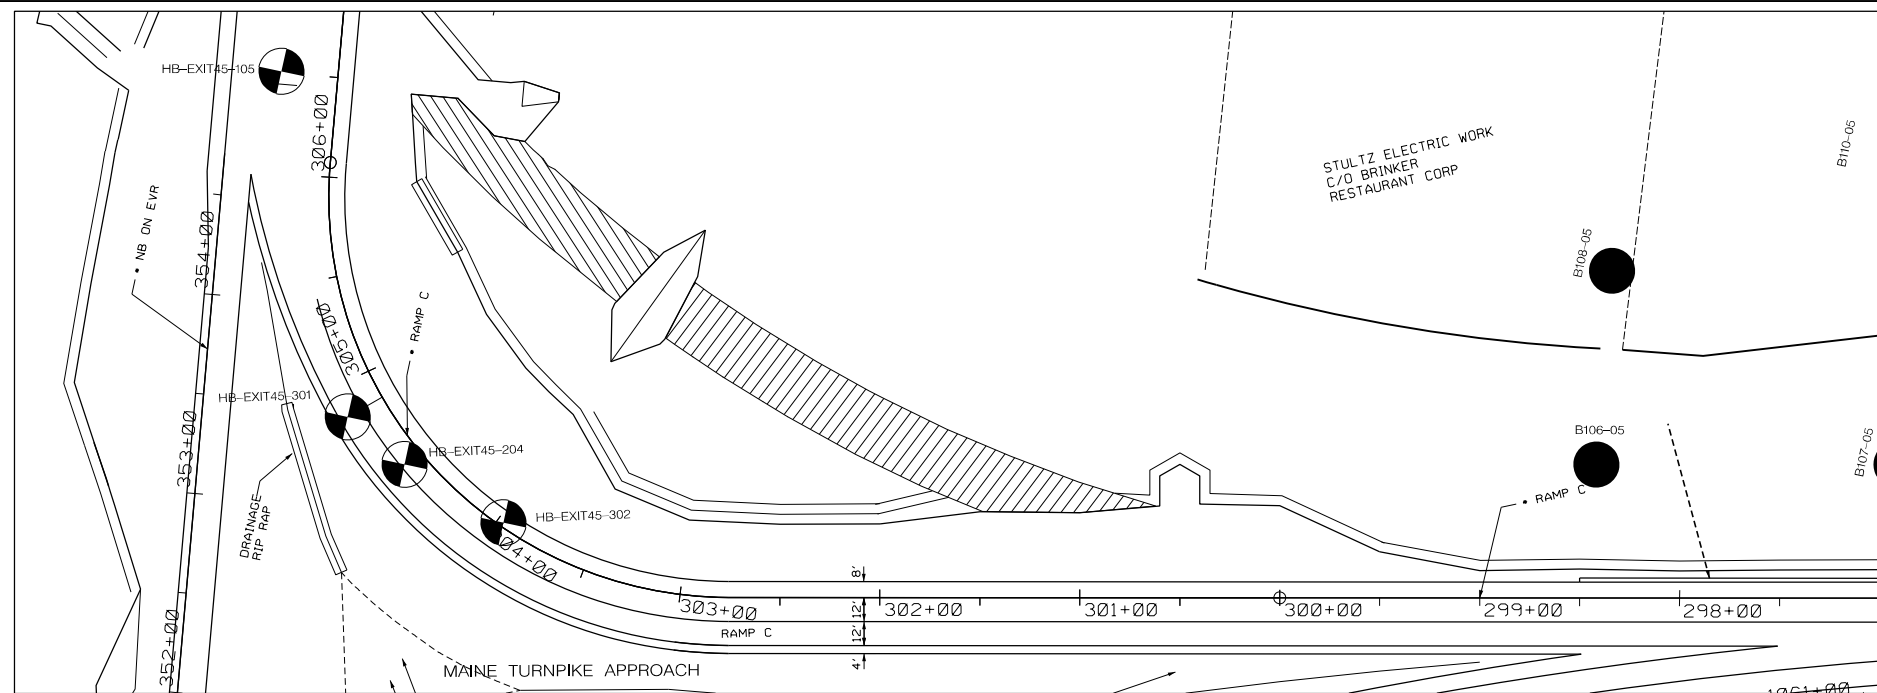 HB-EXIT45-105
306+00
STULTZ ELECTRIC WORK
C/O BRINKER
RESTAURANT CORP
B110-05
• NB ON EVR
354+00
B108-05
305+00
• RAMP C
HB-EXIT45-301
353+00
HB-EXIT45-204
B106-05
B107-05
DRAINAGE
RIP RAP
HB-EXIT45-302
• RAMP C
04+00
8'
303+00
302+00
301+00
300+00
299+00
298+00
12'
RAMP C
12'
4'
352+00
MAINE TURNPIKE APPROACH